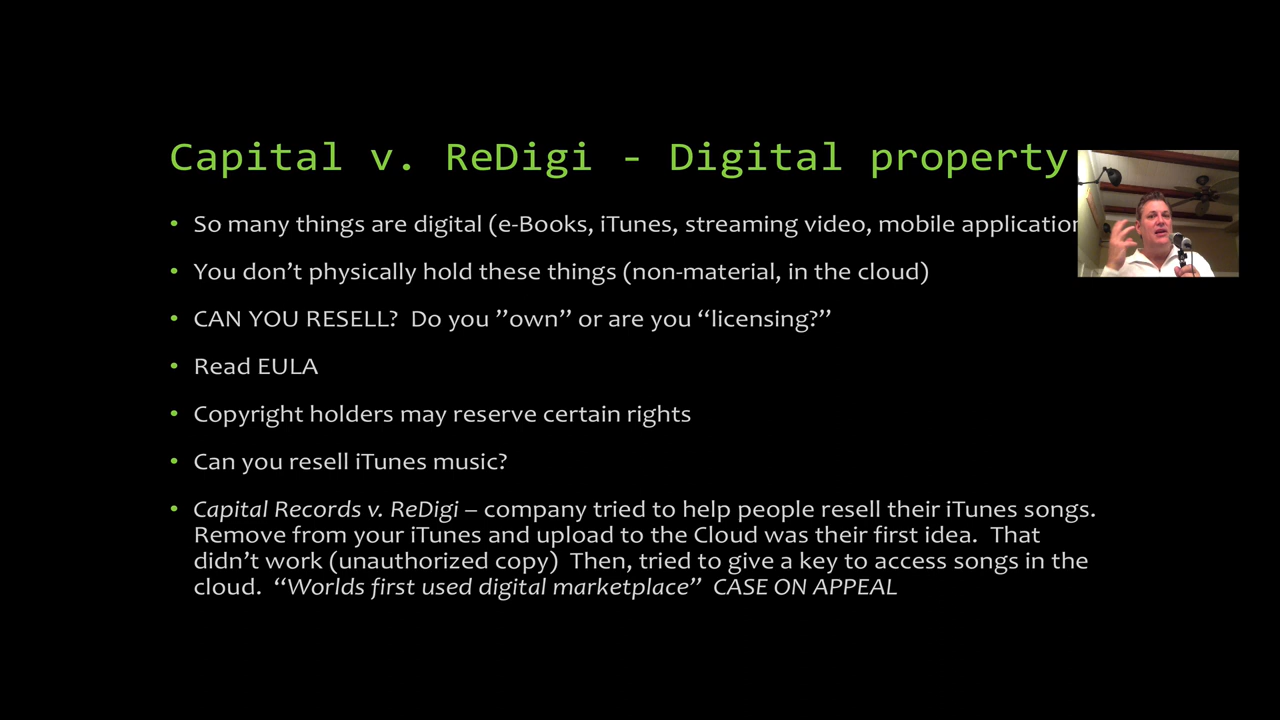 Capital v. ReDigi - Digital property
• So many things are digital (e-Books, iTunes, streaming video, mobile application
• You don’t physically hold these things (non-material, in the cloud)
• CAN YOU RESELL?  Do you ”own” or are you “licensing?”
• Read EULA
• Copyright holders may reserve certain rights
• Can you resell iTunes music?
• Capital Records v. ReDigi – company tried to help people resell their iTunes songs.
Remove from your iTunes and upload to the Cloud was their first idea.  That
didn’t work (unauthorized copy)  Then, tried to give a key to access songs in the
cloud.  “Worlds first used digital marketplace”  CASE ON APPEAL